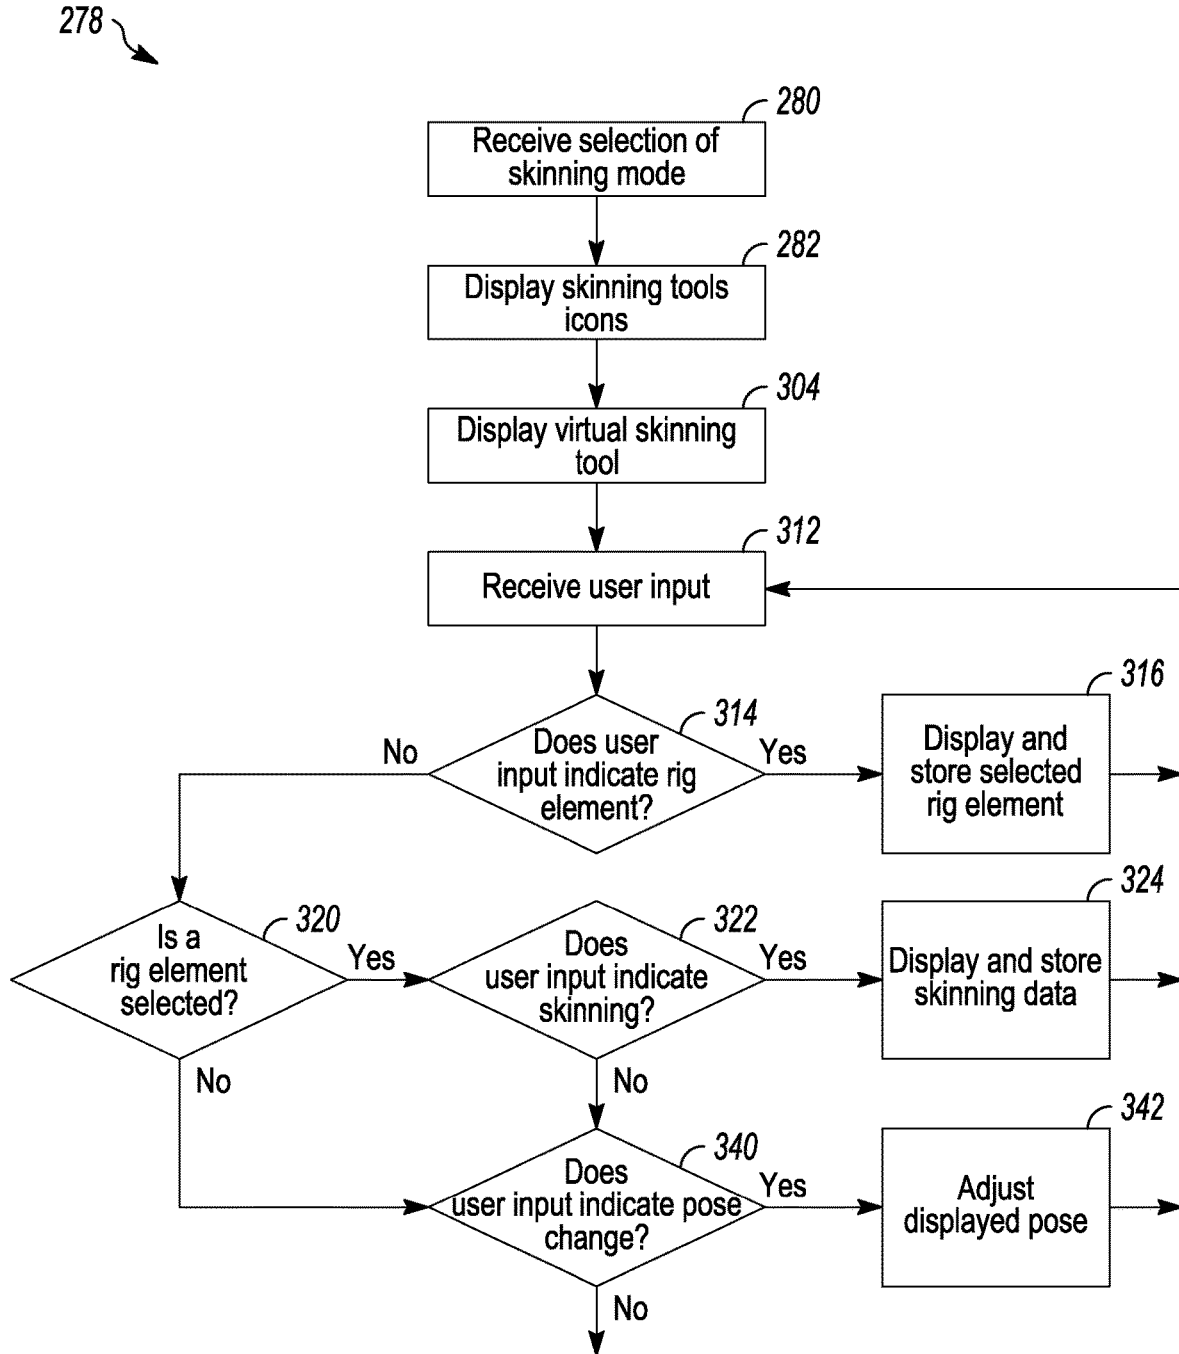 278
280
Receive selection of
skinning mode
282
Display skinning tools
icons
304
Display virtual skinning
tool
312
Receive user input
314
Does user
input indicate rig
element?
No
Yes
316
Display and
store selected
rig element
320
Is a
rig element
selected?
Yes
No
322
Does
user input indicate
skinning?
Yes
No
324
Display and store
skinning data
340
Does
user input indicate pose
change?
Yes
No
342
Adjust
displayed pose